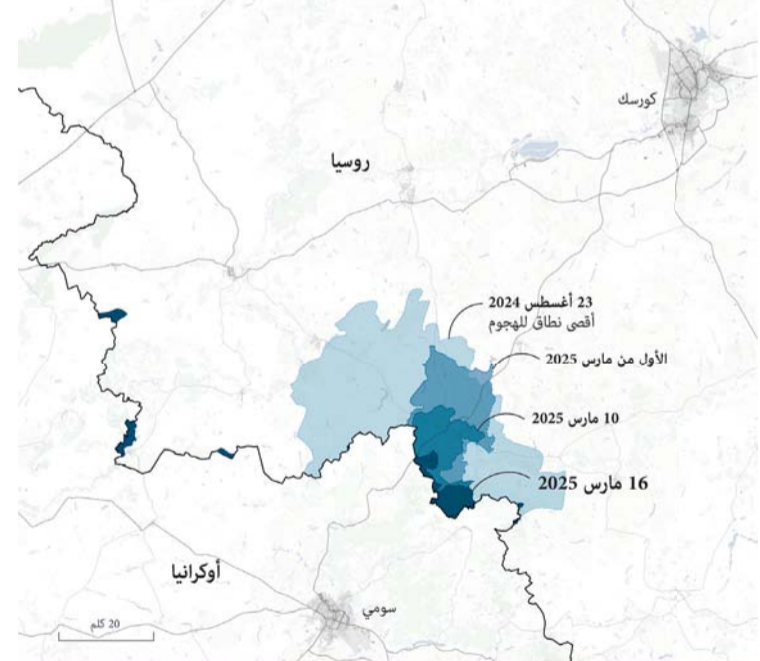 كورسك
روسيا
23 أغسطس 2024
أقصى نطاق للهجوم
الأول من مارس 2025
10 مارس 2025
16 مارس 2025
أوكرانيا
سومي
20 كلم